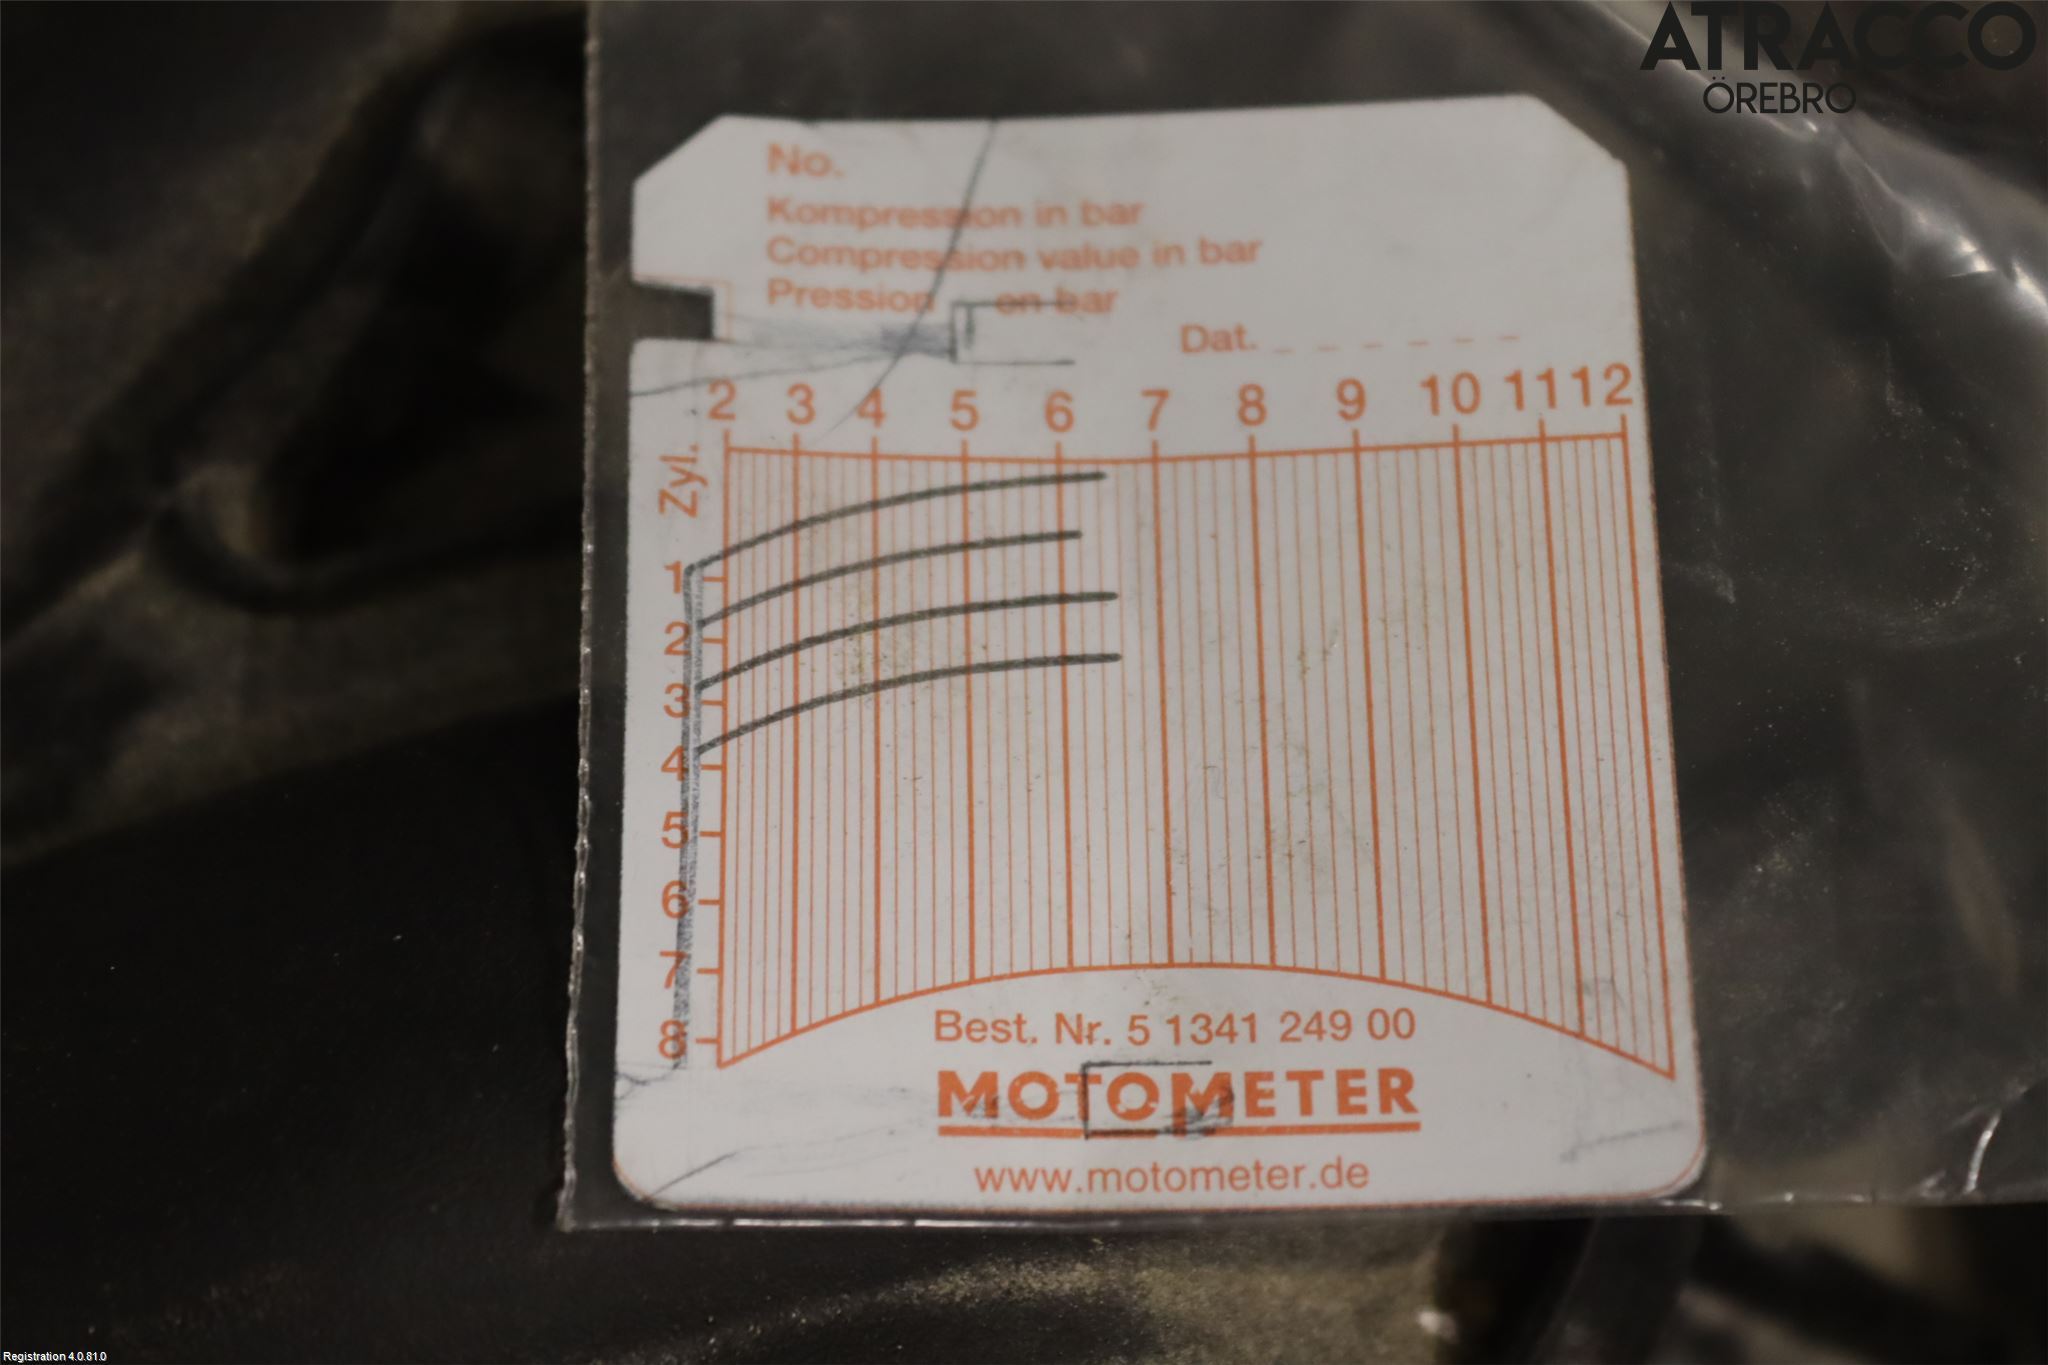 ATRACCO
ÖREBRO
No.
Kompression in bar
Compression value in bar
Pression en bar
Dat. _ _ _ _ _ _
2 3 4 5 6 7 8 9 10 11 12
Zyl.
1
2
3
4
5
6
7
8
Best. Nr. 5 1341 249 00
MOTOMETER
www.motometer.de
Registration 4.0.81.0